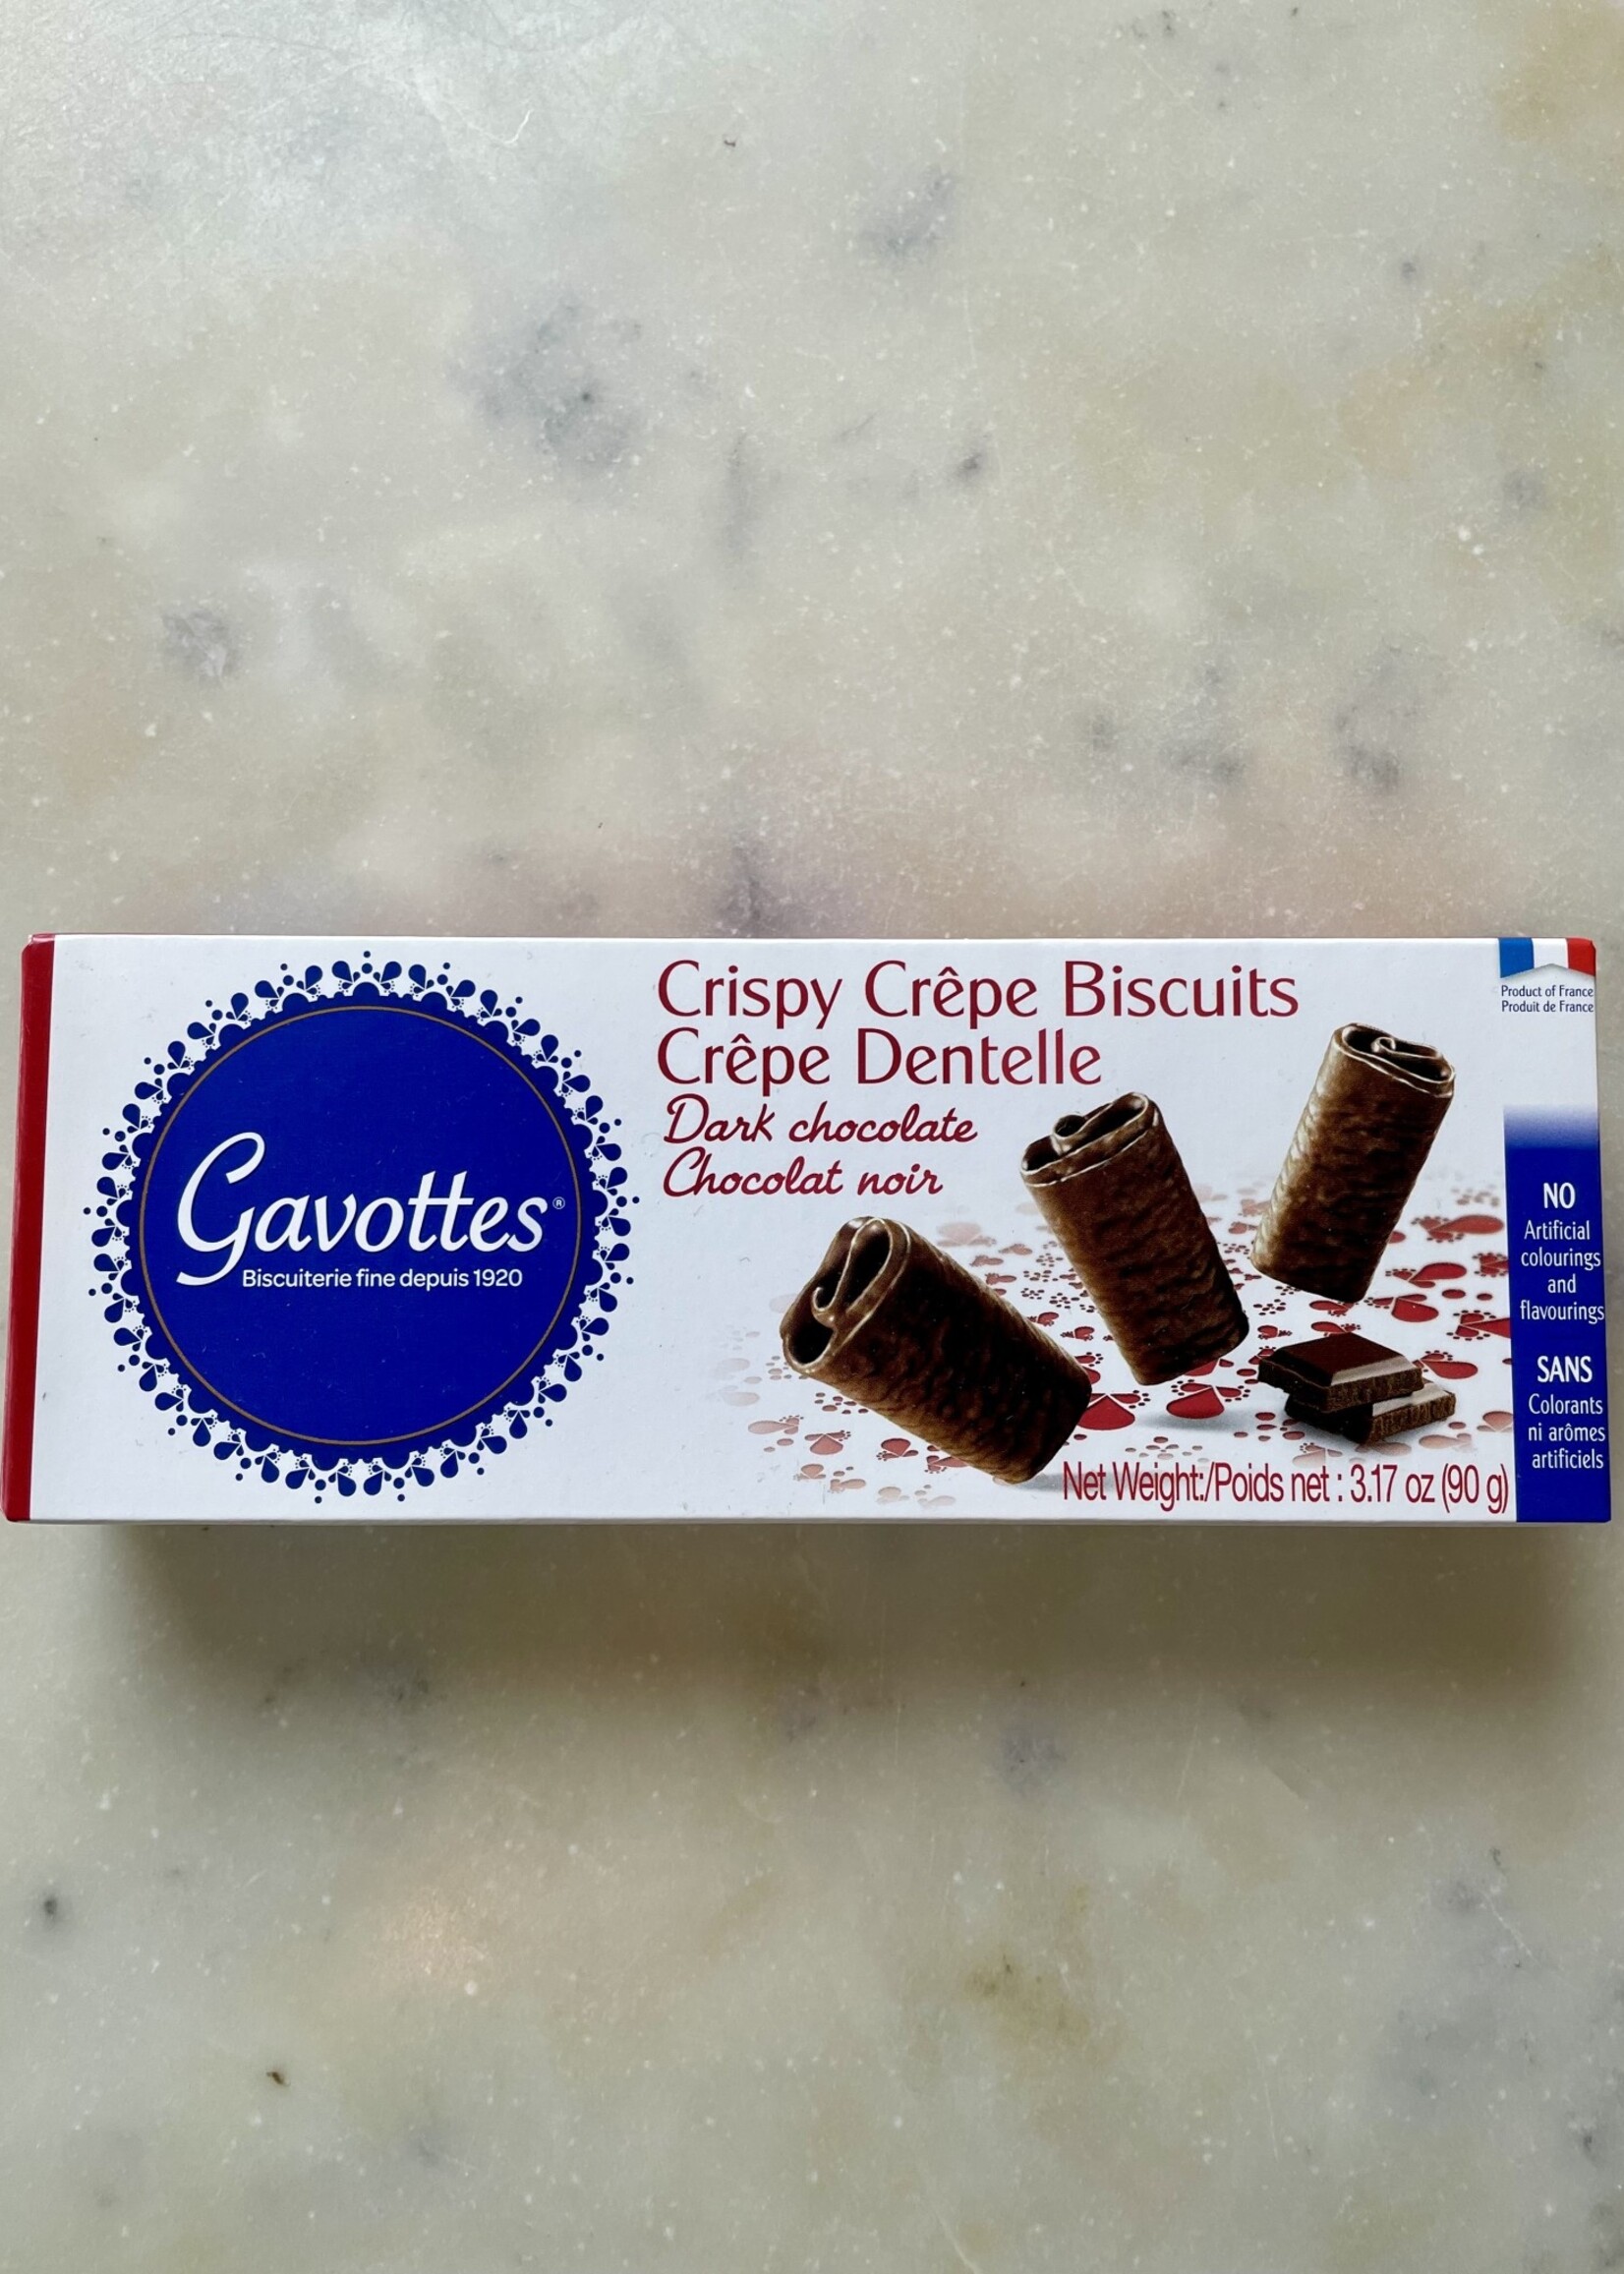 Gavottes®
Biscuiterie fine depuis 1920
Crispy Crêpe Biscuits
Crêpe Dentelle
Dark chocolate
Chocolat noir
Net Weight:/Poids net : 3.17 oz (90 g)
Product of France
Produit de France
NO
Artificial
colourings
and
flavourings
SANS
Colorants
ni arômes
artificiels